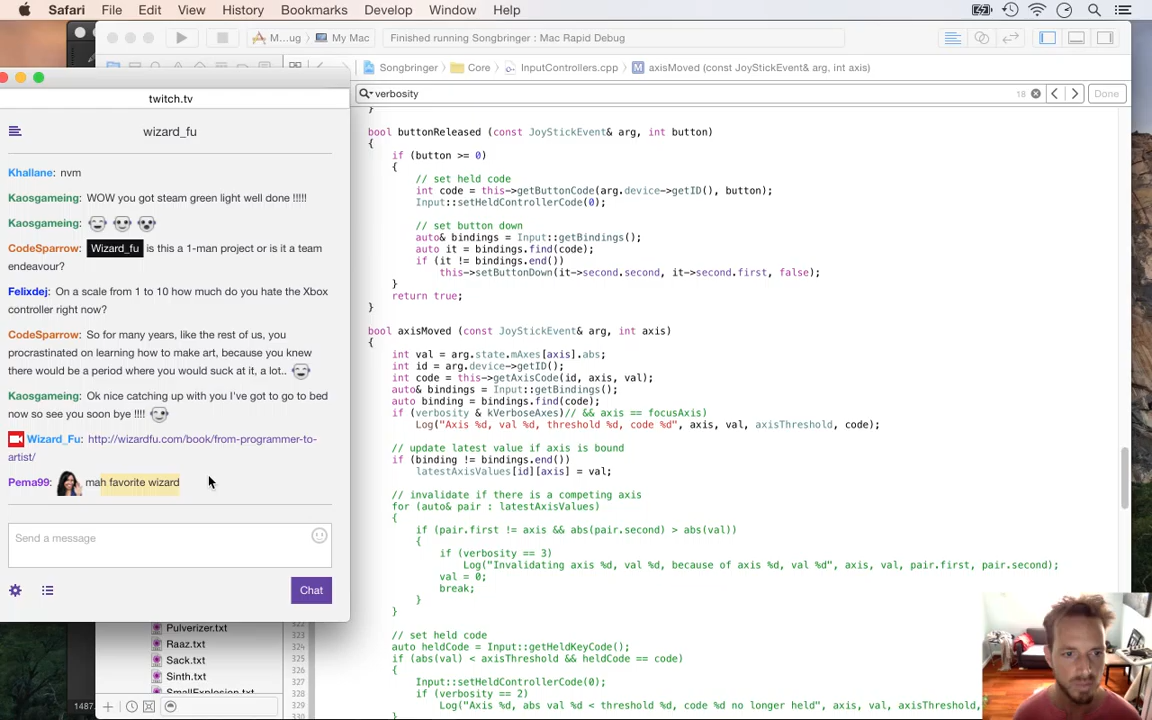 Safari File Edit View History Bookmarks Develop Window Help
M...ug My Mac
Finished running Songbringer : Mac Rapid Debug
Songbringer Core InputControllers.cpp M axisMoved (const JoyStickEvent& arg, int axis)
verbosity 18 Done
twitch.tv
wizard_fu
Khallane: nvm
Kaosgameing: WOW you got steam green light well done !!!!!
Kaosgameing:
CodeSparrow: Wizard_fu is this a 1-man project or is it a team
endeavour?
Felixdej: On a scale from 1 to 10 how much do you hate the Xbox
controller right now?
CodeSparrow: So for many years, like the rest of us, you
procrastinated on learning how to make art, because you knew
there would be a period where you would suck at it, a lot..
Kaosgameing: Ok nice catching up with you I've got to go to bed
now so see you soon bye !!!!
Wizard_Fu: http://wizardfu.com/book/from-programmer-to-
artist/
Pema99: mah favorite wizard
Send a message
Chat
Pulverizer.txt
Raaz.txt
Sack.txt
Sinth.txt
SmallExplosion.txt
1487
}
bool buttonReleased (const JoyStickEvent& arg, int button)
{
if (button >= 0)
{
// set held code
int code = this->getButtonCode(arg.device->getID(), button);
Input::setHeldControllerCode(0);
// set button down
auto& bindings = Input::getBindings();
auto it = bindings.find(code);
if (it != bindings.end())
this->setButtonDown(it->second.second, it->second.first, false);
}
return true;
}
bool axisMoved (const JoyStickEvent& arg, int axis)
{
int val = arg.state.mAxes[axis].abs;
int id = arg.device->getID();
int code = this->getAxisCode(id, axis, val);
auto& bindings = Input::getBindings();
auto binding = bindings.find(code);
if (verbosity & kVerboseAxes)// && axis == focusAxis)
Log("Axis %d, val %d, threshold %d, code %d", axis, val, axisThreshold, code);
// update latest value if axis is bound
if (binding != bindings.end())
latestAxisValues[id][axis] = val;
// invalidate if there is a competing axis
for (auto& pair : latestAxisValues)
{
if (pair.first != axis && abs(pair.second) > abs(val))
{
if (verbosity == 3)
Log("Invalidating axis %d, val %d, because of axis %d, val %d", axis, val, pair.first, pair.second);
val = 0;
break;
}
}
322
323 // set held code
324 auto heldCode = Input::getHeldKeyCode();
325 if (abs(val) < axisThreshold && heldCode == code)
326 {
327 Input::setHeldControllerCode(0);
328 if (verbosity == 2)
329 Log("Axis %d, abs val %d < threshold %d, code %d no longer held", axis, val, axisThreshold,
330 }